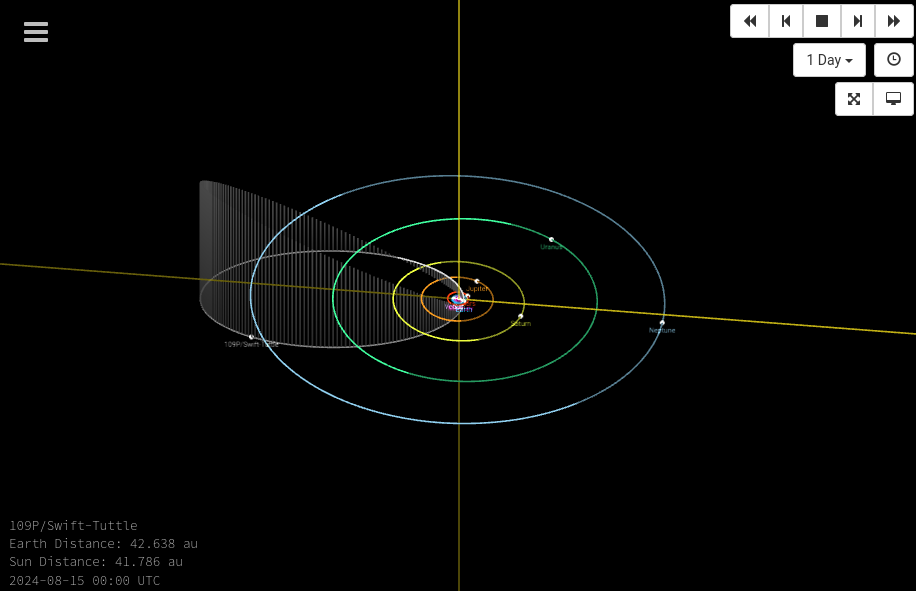 1 Day
Uranus
Jupiter
Earth
Saturn
Neptune
109P/Swift-Tuttle
109P/Swift-Tuttle
Earth Distance: 42.638 au
Sun Distance: 41.786 au
2024-08-15 00:00 UTC